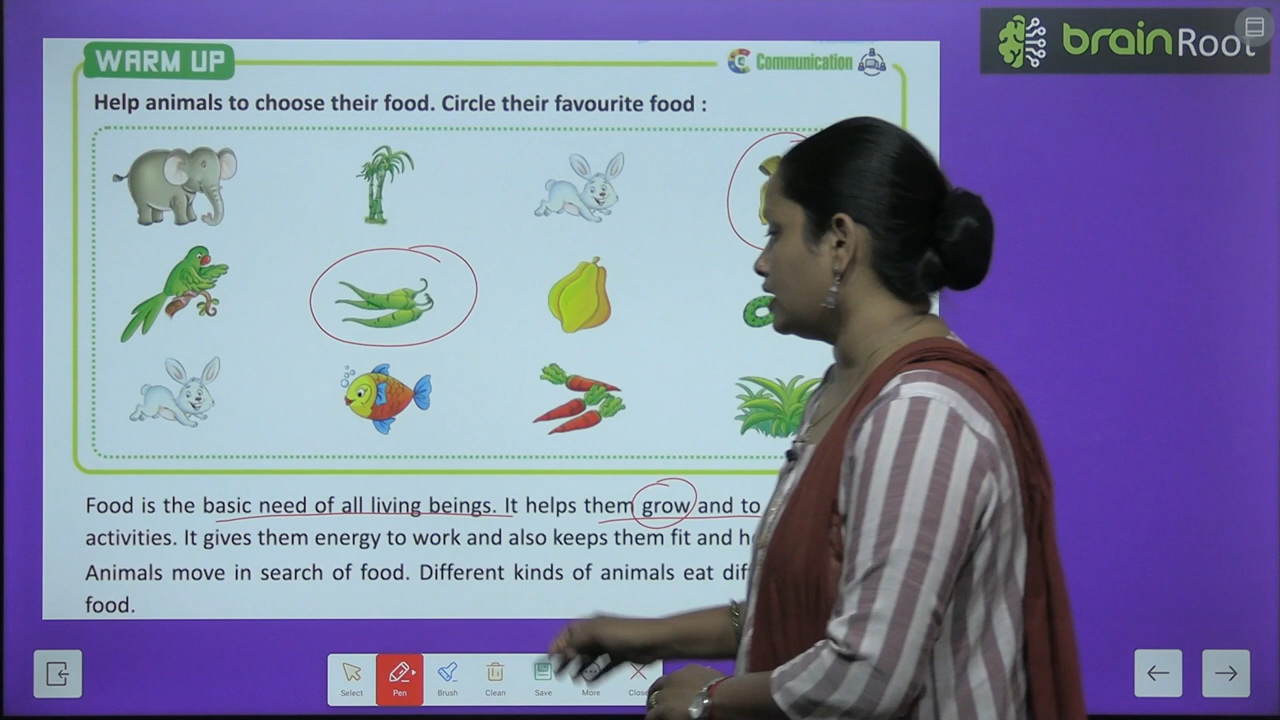 WARM UP
Communication
brainRoot
Help animals to choose their food. Circle their favourite food :
Food is the basic need of all living beings. It helps them grow and to
activities. It gives them energy to work and also keeps them fit and
Animals move in search of food. Different kinds of animals eat
food.
Select
Pen
Brush
Clean
Save
More
Close